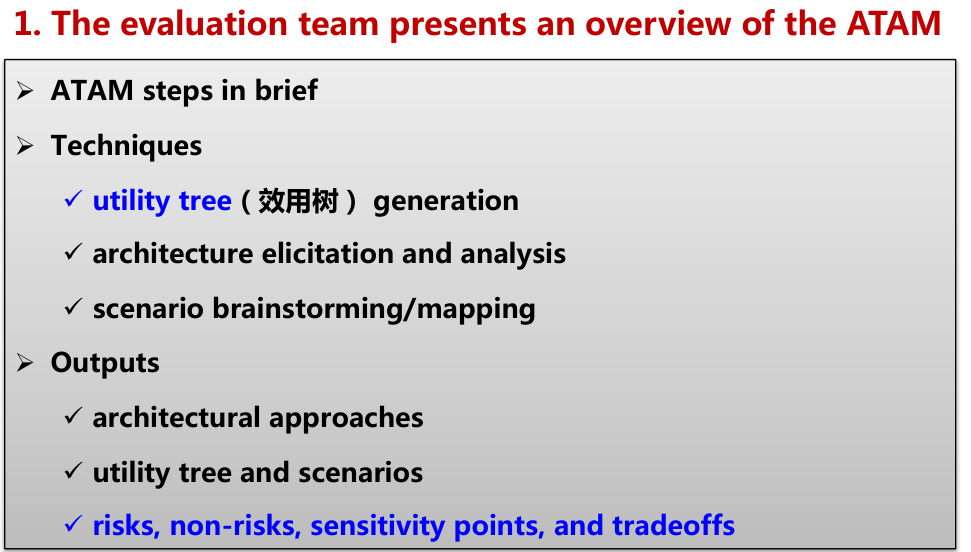 1. The evaluation team presents an overview of the ATAM
➢ ATAM steps in brief
➢ Techniques
✓ utility tree（效用树） generation
✓ architecture elicitation and analysis
✓ scenario brainstorming/mapping
➢ Outputs
✓ architectural approaches
✓ utility tree and scenarios
✓ risks, non-risks, sensitivity points, and tradeoffs